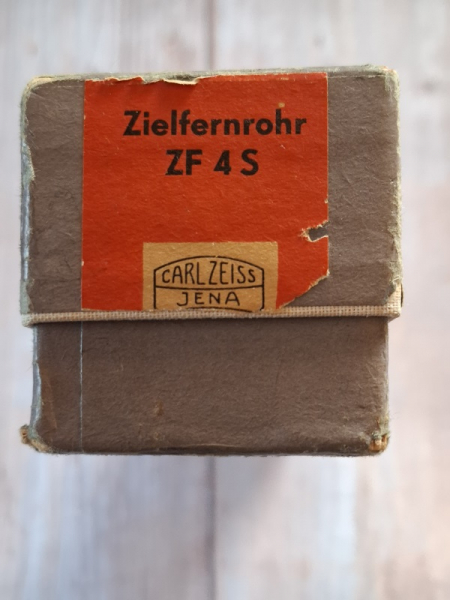 Zielfernrohr
ZF 4 S
CARL ZEISS
JENA